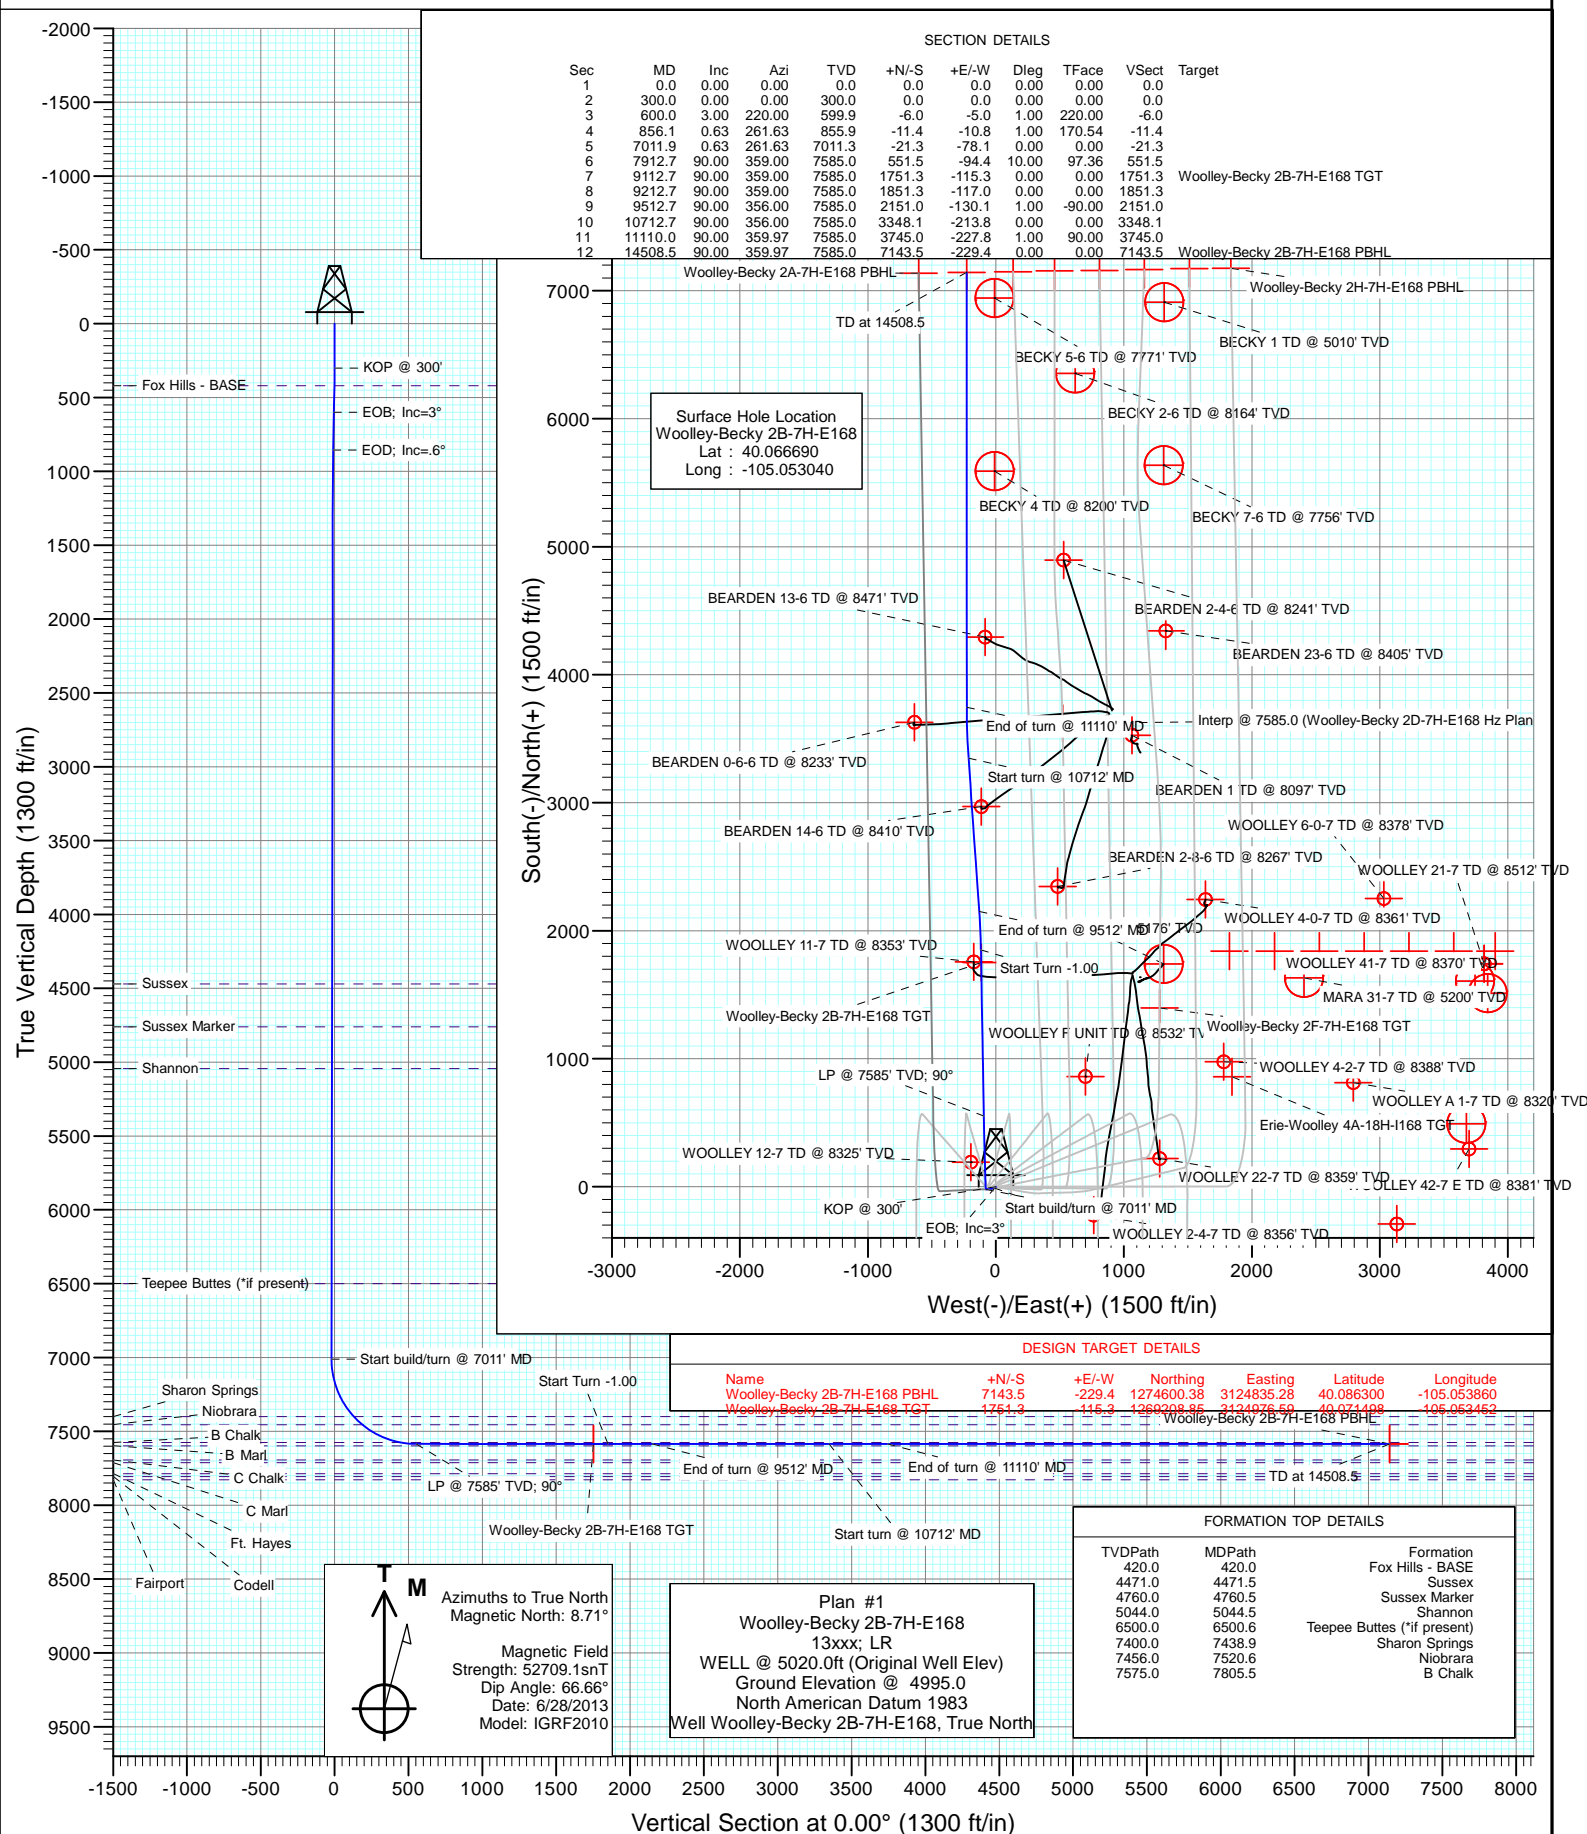 SECTION DETAILS
Sec MD Inc Azi TVD +N/-S +E/-W Dleg TFace VSect Target
1 0.0 0.00 0.00 0.0 0.0 0.0 0.00 0.00 0.0
2 300.0 0.00 0.00 300.0 0.0 0.0 0.00 0.00 0.0
3 600.0 3.00 220.00 599.9 -6.0 -5.0 1.00 220.00 -6.0
4 856.1 0.63 261.63 855.9 -11.4 -10.8 1.00 170.54 -11.4
5 7011.9 0.63 261.63 7011.3 -21.3 -78.1 0.00 0.00 -21.3
6 7912.7 90.00 359.00 7585.0 551.5 -94.4 10.00 97.36 551.5
7 9112.7 90.00 359.00 7585.0 1751.3 -115.3 0.00 0.00 1751.3 Woolley-Becky 2B-7H-E168 TGT
8 9212.7 90.00 359.00 7585.0 1851.3 -117.0 0.00 0.00 1851.3
9 9512.7 90.00 356.00 7585.0 2151.0 -130.1 1.00 -90.00 2151.0
10 10712.7 90.00 356.00 7585.0 3348.1 -213.8 0.00 0.00 3348.1
11 11110.0 90.00 359.97 7585.0 3745.0 -227.8 1.00 90.00 3745.0
12 14508.5 90.00 359.97 7585.0 7143.5 -229.4 0.00 0.00 7143.5 Woolley-Becky 2B-7H-E168 PBHL
True Vertical Depth (1300 ft/in)
-2000
-1500
-1000
-500
0
500
1000
1500
2000
2500
3000
3500
4000
4500
5000
5500
6000
6500
7000
7500
8000
8500
9000
9500
KOP @ 300'
Fox Hills - BASE
EOB; Inc=3°
EOD; Inc=.6°
Sussex
Sussex Marker
Shannon
Teepee Buttes (*if present)
Start build/turn @ 7011' MD
Sharon Springs
Niobrara
B Chalk
B Marl
C Chalk
C Marl
Ft. Hayes
Codell
Fairport
Start Turn -1.00
LP @ 7585' TVD; 90°
Woolley-Becky 2B-7H-E168 TGT
End of turn @ 9512' MD
Start turn @ 10712' MD
End of turn @ 11110' MD
Woolley-Becky 2B-7H-E168 PBHL
TD at 14508.5
-1500 -1000 -500 0 500 1000 1500 2000 2500 3000 3500 4000 4500 5000 5500 6000 6500 7000 7500 8000
Vertical Section at 0.00° (1300 ft/in)
South(-)/North(+) (1500 ft/in)
7000
6000
5000
4000
3000
2000
1000
0
-3000 -2000 -1000 0 1000 2000 3000 4000
West(-)/East(+) (1500 ft/in)
Woolley-Becky 2A-7H-E168 PBHL
Woolley-Becky 2H-7H-E168 PBHL
TD at 14508.5
BECKY 1 TD @ 5010' TVD
BECKY 5-6 TD @ 7771' TVD
BECKY 2-6 TD @ 8164' TVD
Surface Hole Location
Woolley-Becky 2B-7H-E168
Lat : 40.066690
Long : -105.053040
BECKY 4 TD @ 8200' TVD
BECKY 7-6 TD @ 7756' TVD
BEARDEN 13-6 TD @ 8471' TVD
BEARDEN 2-4-6 TD @ 8241' TVD
BEARDEN 23-6 TD @ 8405' TVD
End of turn @ 11110' MD
Interp @ 7585.0 (Woolley-Becky 2D-7H-E168 Hz Plan
BEARDEN 0-6-6 TD @ 8233' TVD
Start turn @ 10712' MD
BEARDEN 1 TD @ 8097' TVD
BEARDEN 14-6 TD @ 8410' TVD
WOOLLEY 6-0-7 TD @ 8378' TVD
BEARDEN 2-8-6 TD @ 8267' TVD
WOOLLEY 21-7 TD @ 8512' TVD
WOOLLEY 4-0-7 TD @ 8361' TVD
End of turn @ 9512' MD
5176' TVD
WOOLLEY 11-7 TD @ 8353' TVD
Start Turn -1.00
WOOLLEY 41-7 TD @ 8370' TVD
MARA 31-7 TD @ 5200' TVD
Woolley-Becky 2B-7H-E168 TGT
Woolley-Becky 2F-7H-E168 TGT
WOOLLEY F UNIT TD @ 8532' TV
LP @ 7585' TVD; 90°
WOOLLEY 4-2-7 TD @ 8388' TVD
WOOLLEY A 1-7 TD @ 8320' TVD
Erie-Woolley 4A-18H-I168 TGT
WOOLLEY 12-7 TD @ 8325' TVD
WOOLLEY 22-7 TD @ 8359' TVD
WOOLLEY 42-7 E TD @ 8381' TVD
KOP @ 300'
Start build/turn @ 7011' MD
EOB; Inc=3°
WOOLLEY 2-4-7 TD @ 8356' TVD
DESIGN TARGET DETAILS
Name +N/-S +E/-W Northing Easting Latitude Longitude
Woolley-Becky 2B-7H-E168 PBHL 7143.5 -229.4 1274600.38 3124835.28 40.086300 -105.053860
Woolley-Becky 2B-7H-E168 TGT 1751.3 -115.3 1269208.85 3124976.59 40.071498 -105.053452
T
M
Azimuths to True North
Magnetic North: 8.71°
Magnetic Field
Strength: 52709.1snT
Dip Angle: 66.66°
Date: 6/28/2013
Model: IGRF2010
Plan #1
Woolley-Becky 2B-7H-E168
13xxx; LR
WELL @ 5020.0ft (Original Well Elev)
Ground Elevation @ 4995.0
North American Datum 1983
Well Woolley-Becky 2B-7H-E168, True North
FORMATION TOP DETAILS
TVDPath MDPath Formation
420.0 420.0 Fox Hills - BASE
4471.0 4471.5 Sussex
4760.0 4760.5 Sussex Marker
5044.0 5044.5 Shannon
6500.0 6500.6 Teepee Buttes (*if present)
7400.0 7438.9 Sharon Springs
7456.0 7520.6 Niobrara
7575.0 7805.5 B Chalk